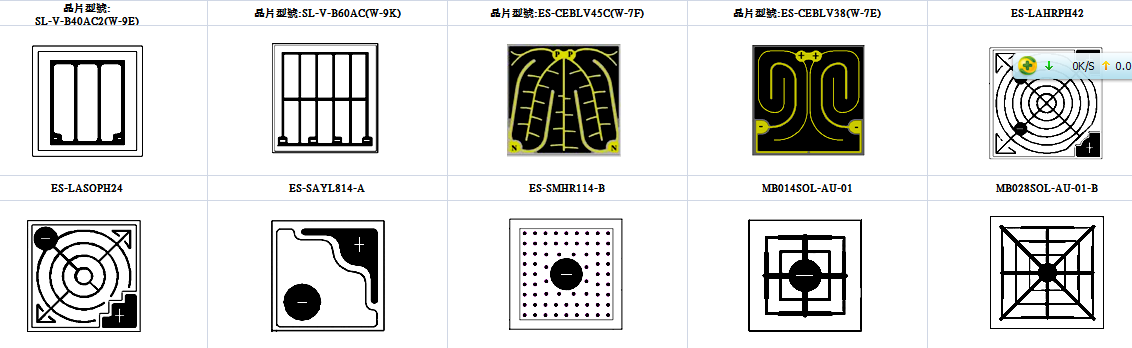 晶片型號:
SL-V-B40AC2(W-9E)
晶片型號:SL-V-B60AC(W-9K)
晶片型號:ES-CEBLV45C(W-7F)
晶片型號:ES-CEBLV38(W-7E)
ES-LAHRPH42
P P
N N
+ +
- -
0K/S 0.0
- +
ES-LASOPH24
ES-SAYL814-A
ES-SMHR114-B
MB014SOL-AU-01
MB028SOL-AU-01-B
- +
+ -
-
-